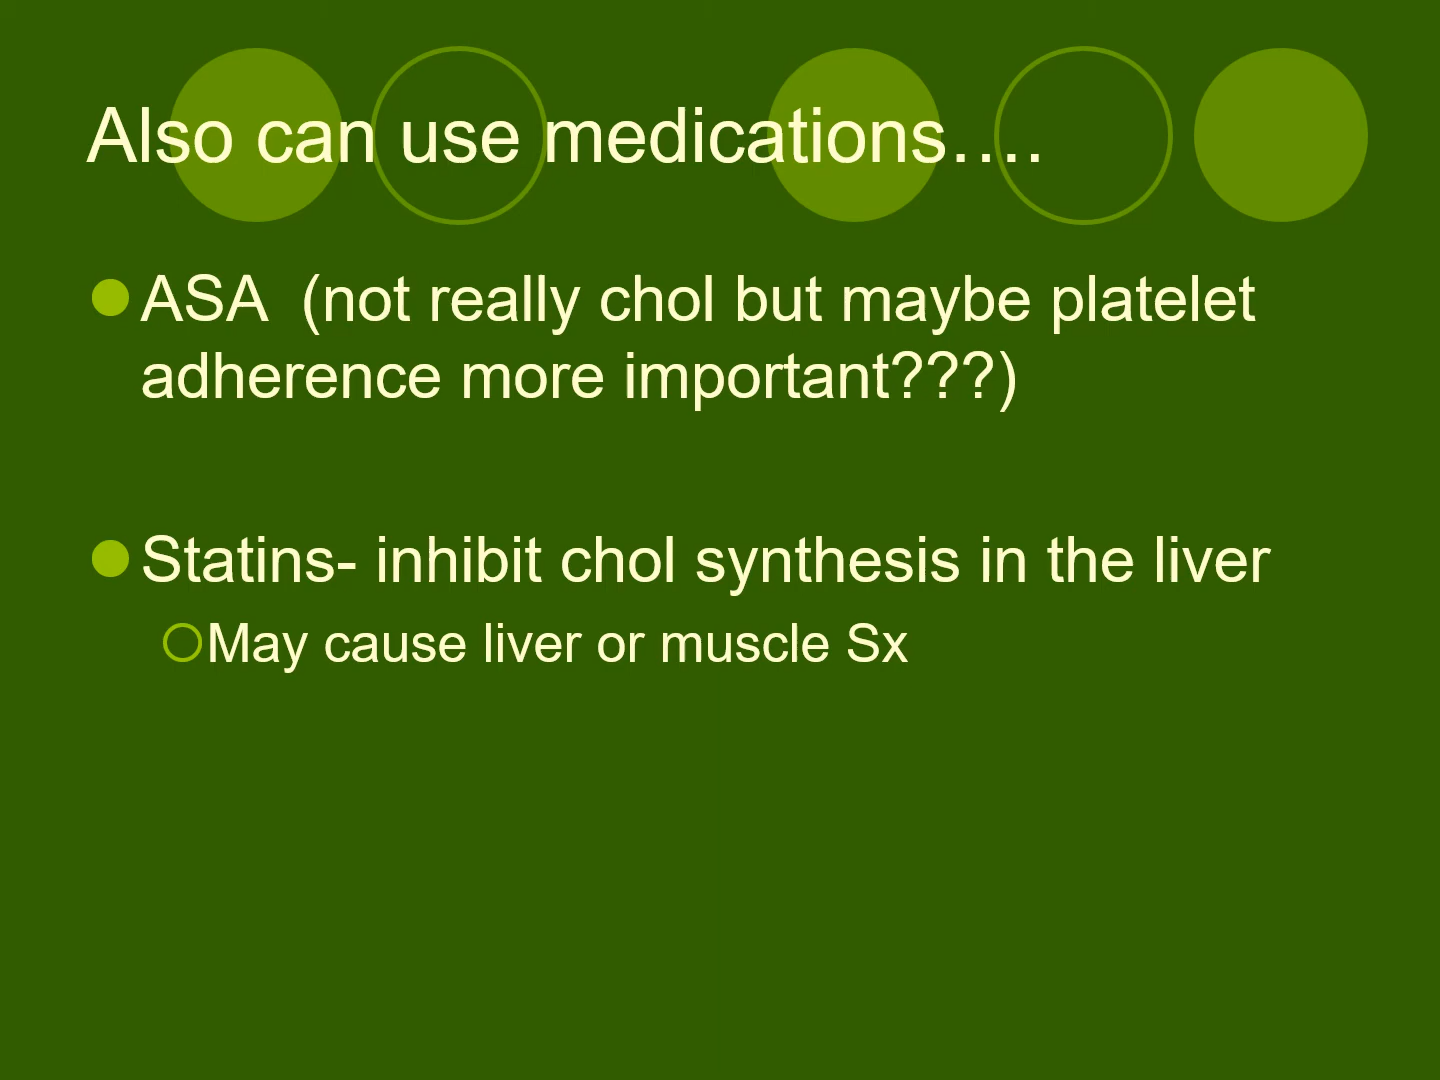 Also can use medications….
ASA  (not really chol but maybe platelet
adherence more important???)
Statins- inhibit chol synthesis in the liver
May cause liver or muscle Sx